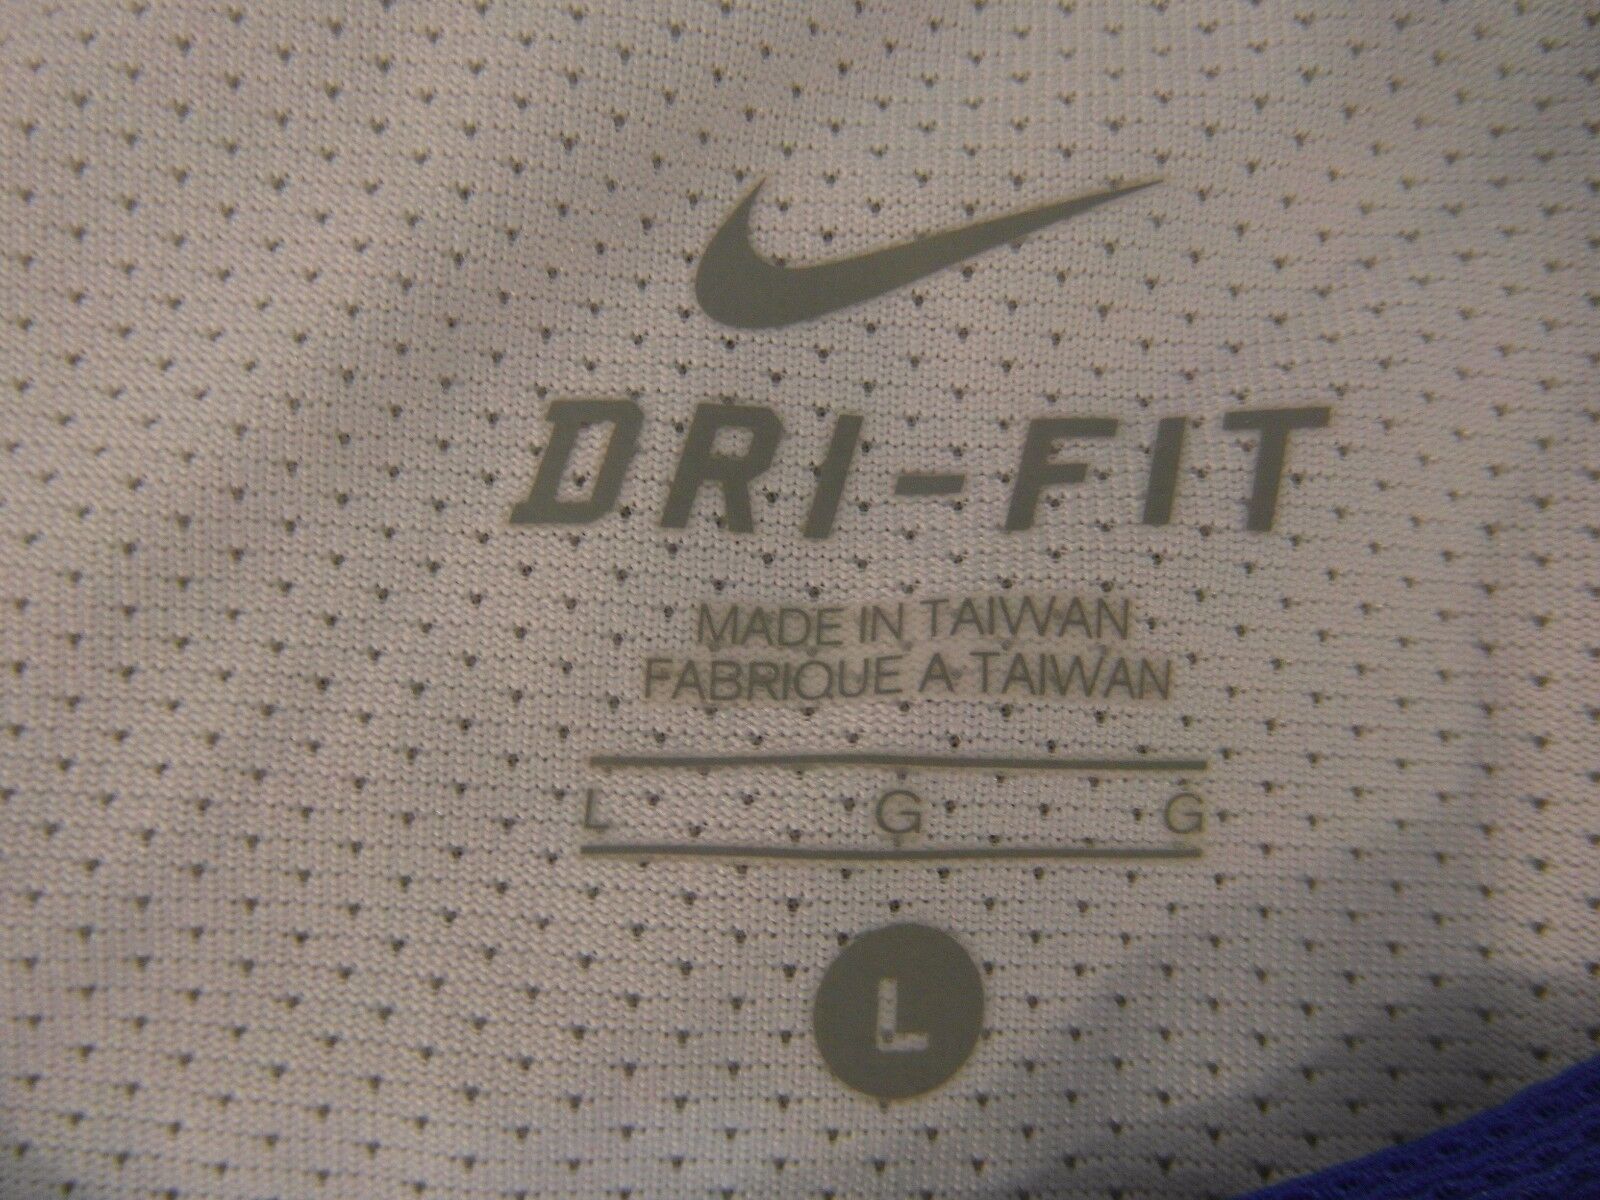 DRI-FIT
MADE IN TAIWAN
FABRIQUE A TAIWAN
L G G
L